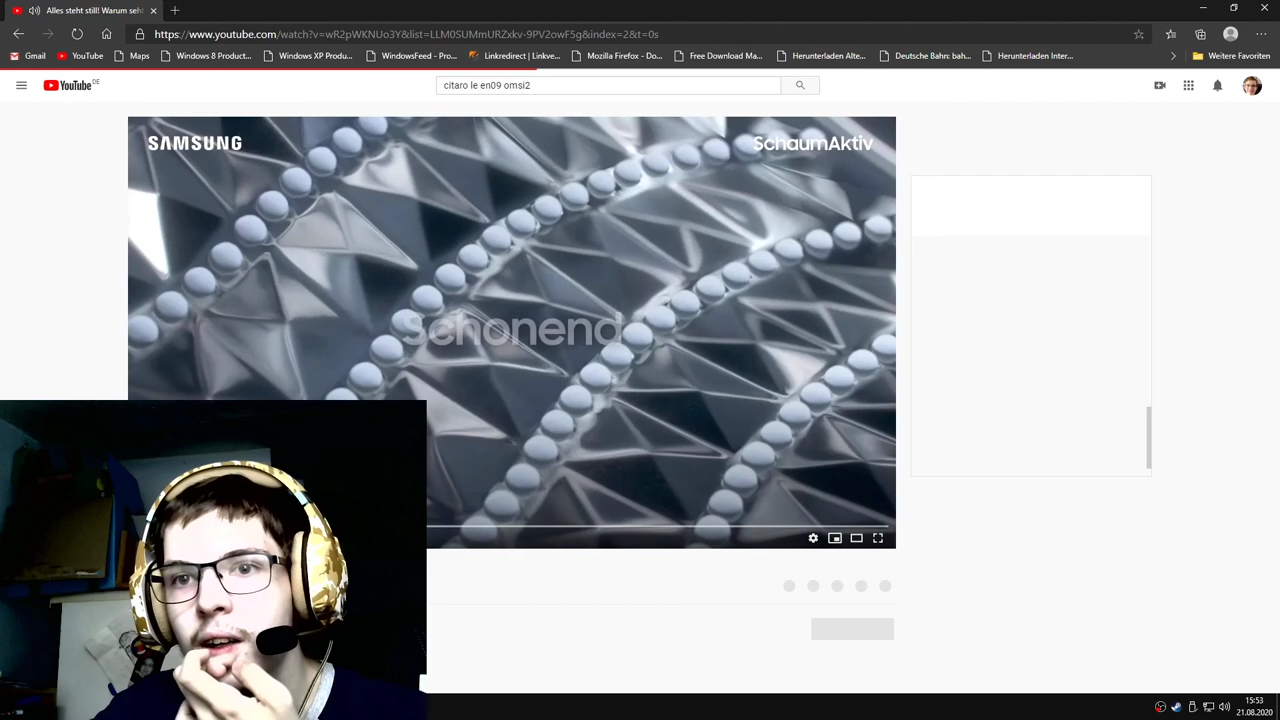 Alles steht still! Warum seh
https://www.youtube.com/watch?v=wR2pWKNUo3Y&list=LLM0SUMmURZxkv-9PV2owF5g&index=2&t=0s
Gmail YouTube Maps Windows 8 Product... Windows XP Produc... WindowsFeed - Pro... Linkredirect | Linkve... Mozilla Firefox - Do... Free Download Ma... Herunterladen Alte... Deutsche Bahn: bah... Herunterladen Inter... Weitere Favoriten
YouTube DE
citaro le en09 omsi2
SAMSUNG
SchaumAktiv
Schonend
15:53
21.08.2020